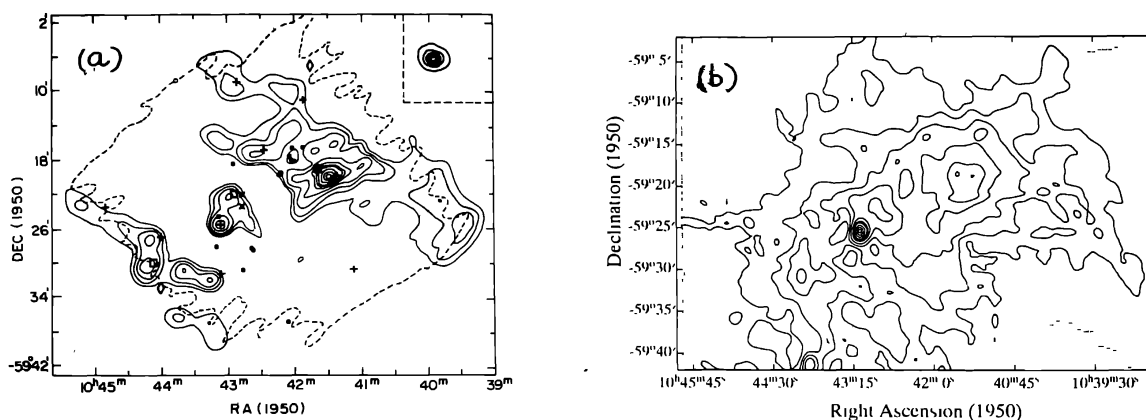 (a)
2'
10
18
26
34
-59° 42
10ʰ45ᵐ 44ᵐ 43ᵐ 42ᵐ 41ᵐ 40ᵐ 39ᵐ
DEC (1950)
RA (1950)
(b)
-59°5'
-59°10'
-59°15'
-59°20'
-59°25'
-59°30'
-59°35'
-59°40'
10ʰ45ᵐ45ˢ 44ᵐ30ˢ 43ᵐ15ˢ 42ᵐ0ˢ 40ᵐ45ˢ 10ʰ39ᵐ30ˢ
Declination (1950)
Right Ascension (1950)